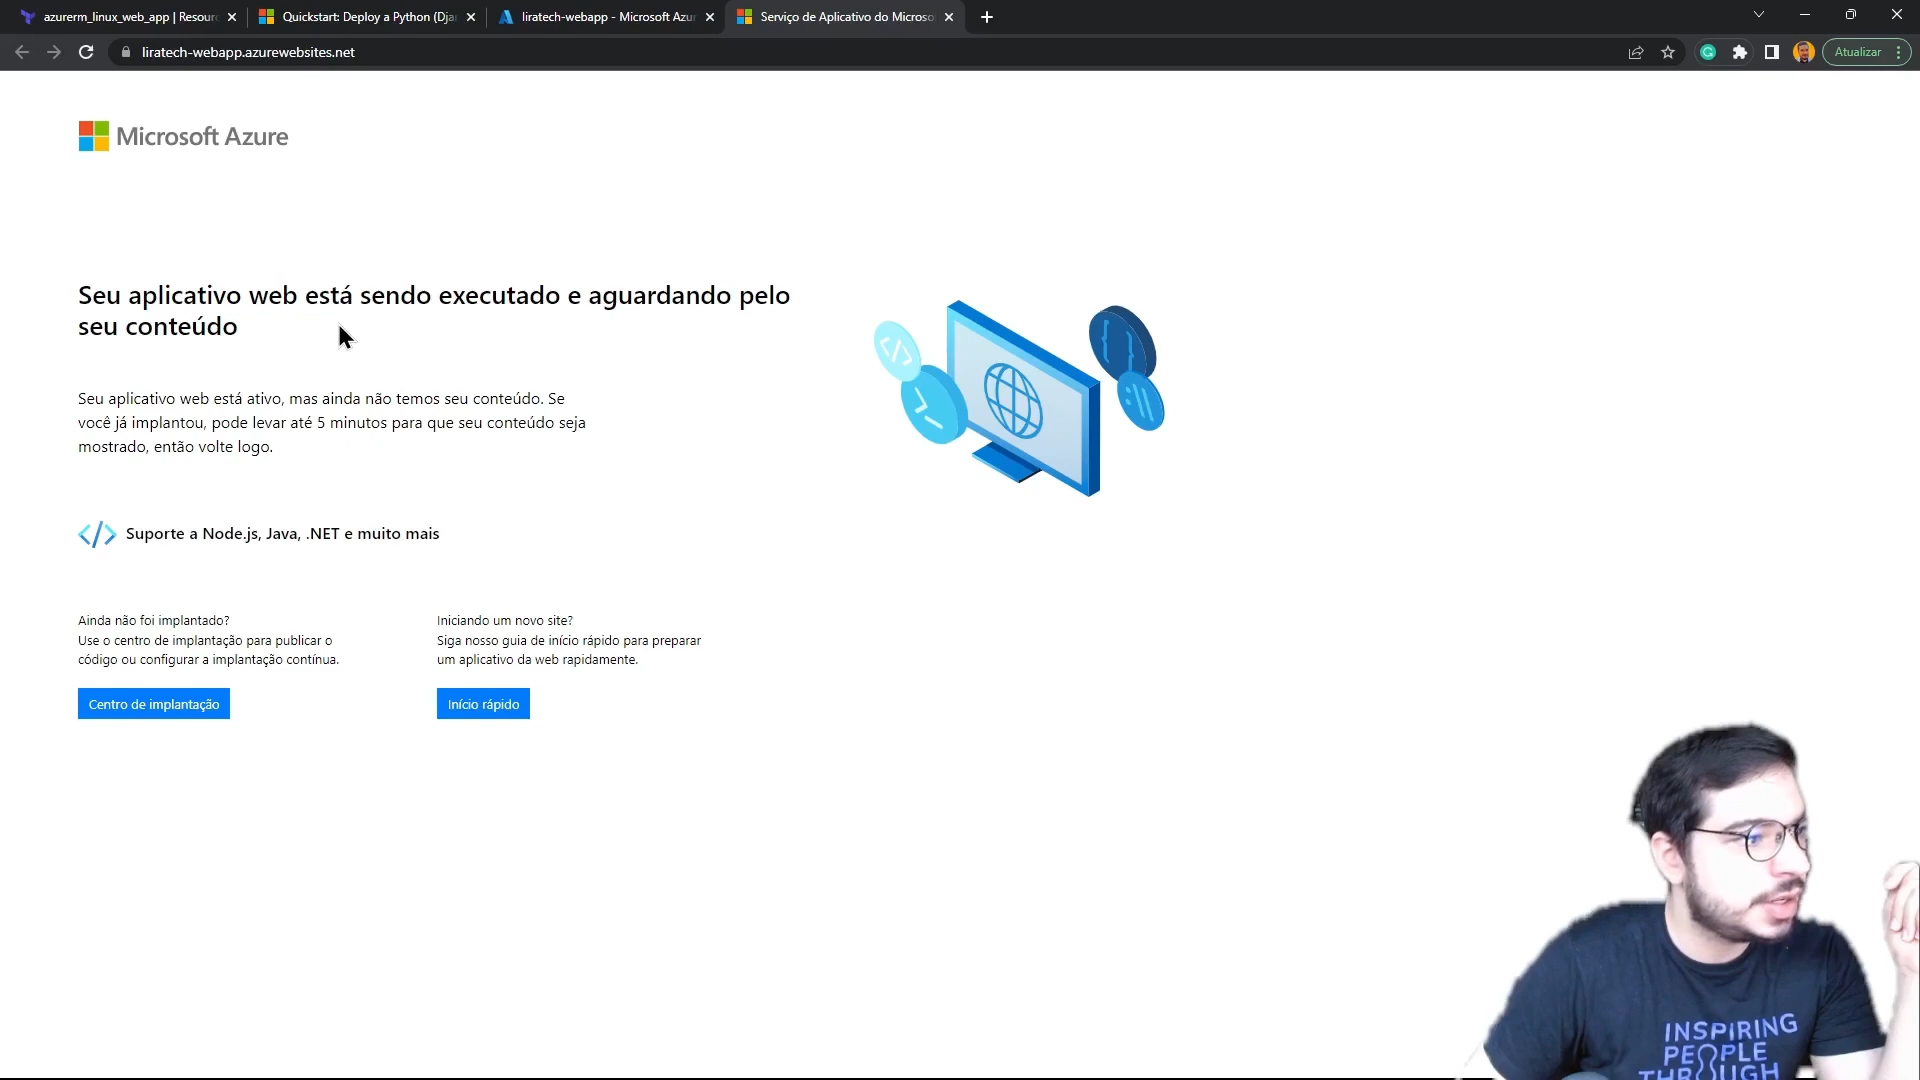 azurerm_linux_web_app | Resour
Quickstart: Deploy a Python (Dja
liratech-webapp - Microsoft Azu
Serviço de Aplicativo do Microso
liratech-webapp.azurewebsites.net
Atualizar
Microsoft Azure
Seu aplicativo web está sendo executado e aguardando pelo
seu conteúdo
Seu aplicativo web está ativo, mas ainda não temos seu conteúdo. Se
você já implantou, pode levar até 5 minutos para que seu conteúdo seja
mostrado, então volte logo.
</> Suporte a Node.js, Java, .NET e muito mais
Ainda não foi implantado?
Use o centro de implantação para publicar o
código ou configurar a implantação contínua.
Centro de implantação
Iniciando um novo site?
Siga nosso guia de início rápido para preparar
um aplicativo da web rapidamente.
Início rápido
INSPIRING
PEOPLE
THROUGH